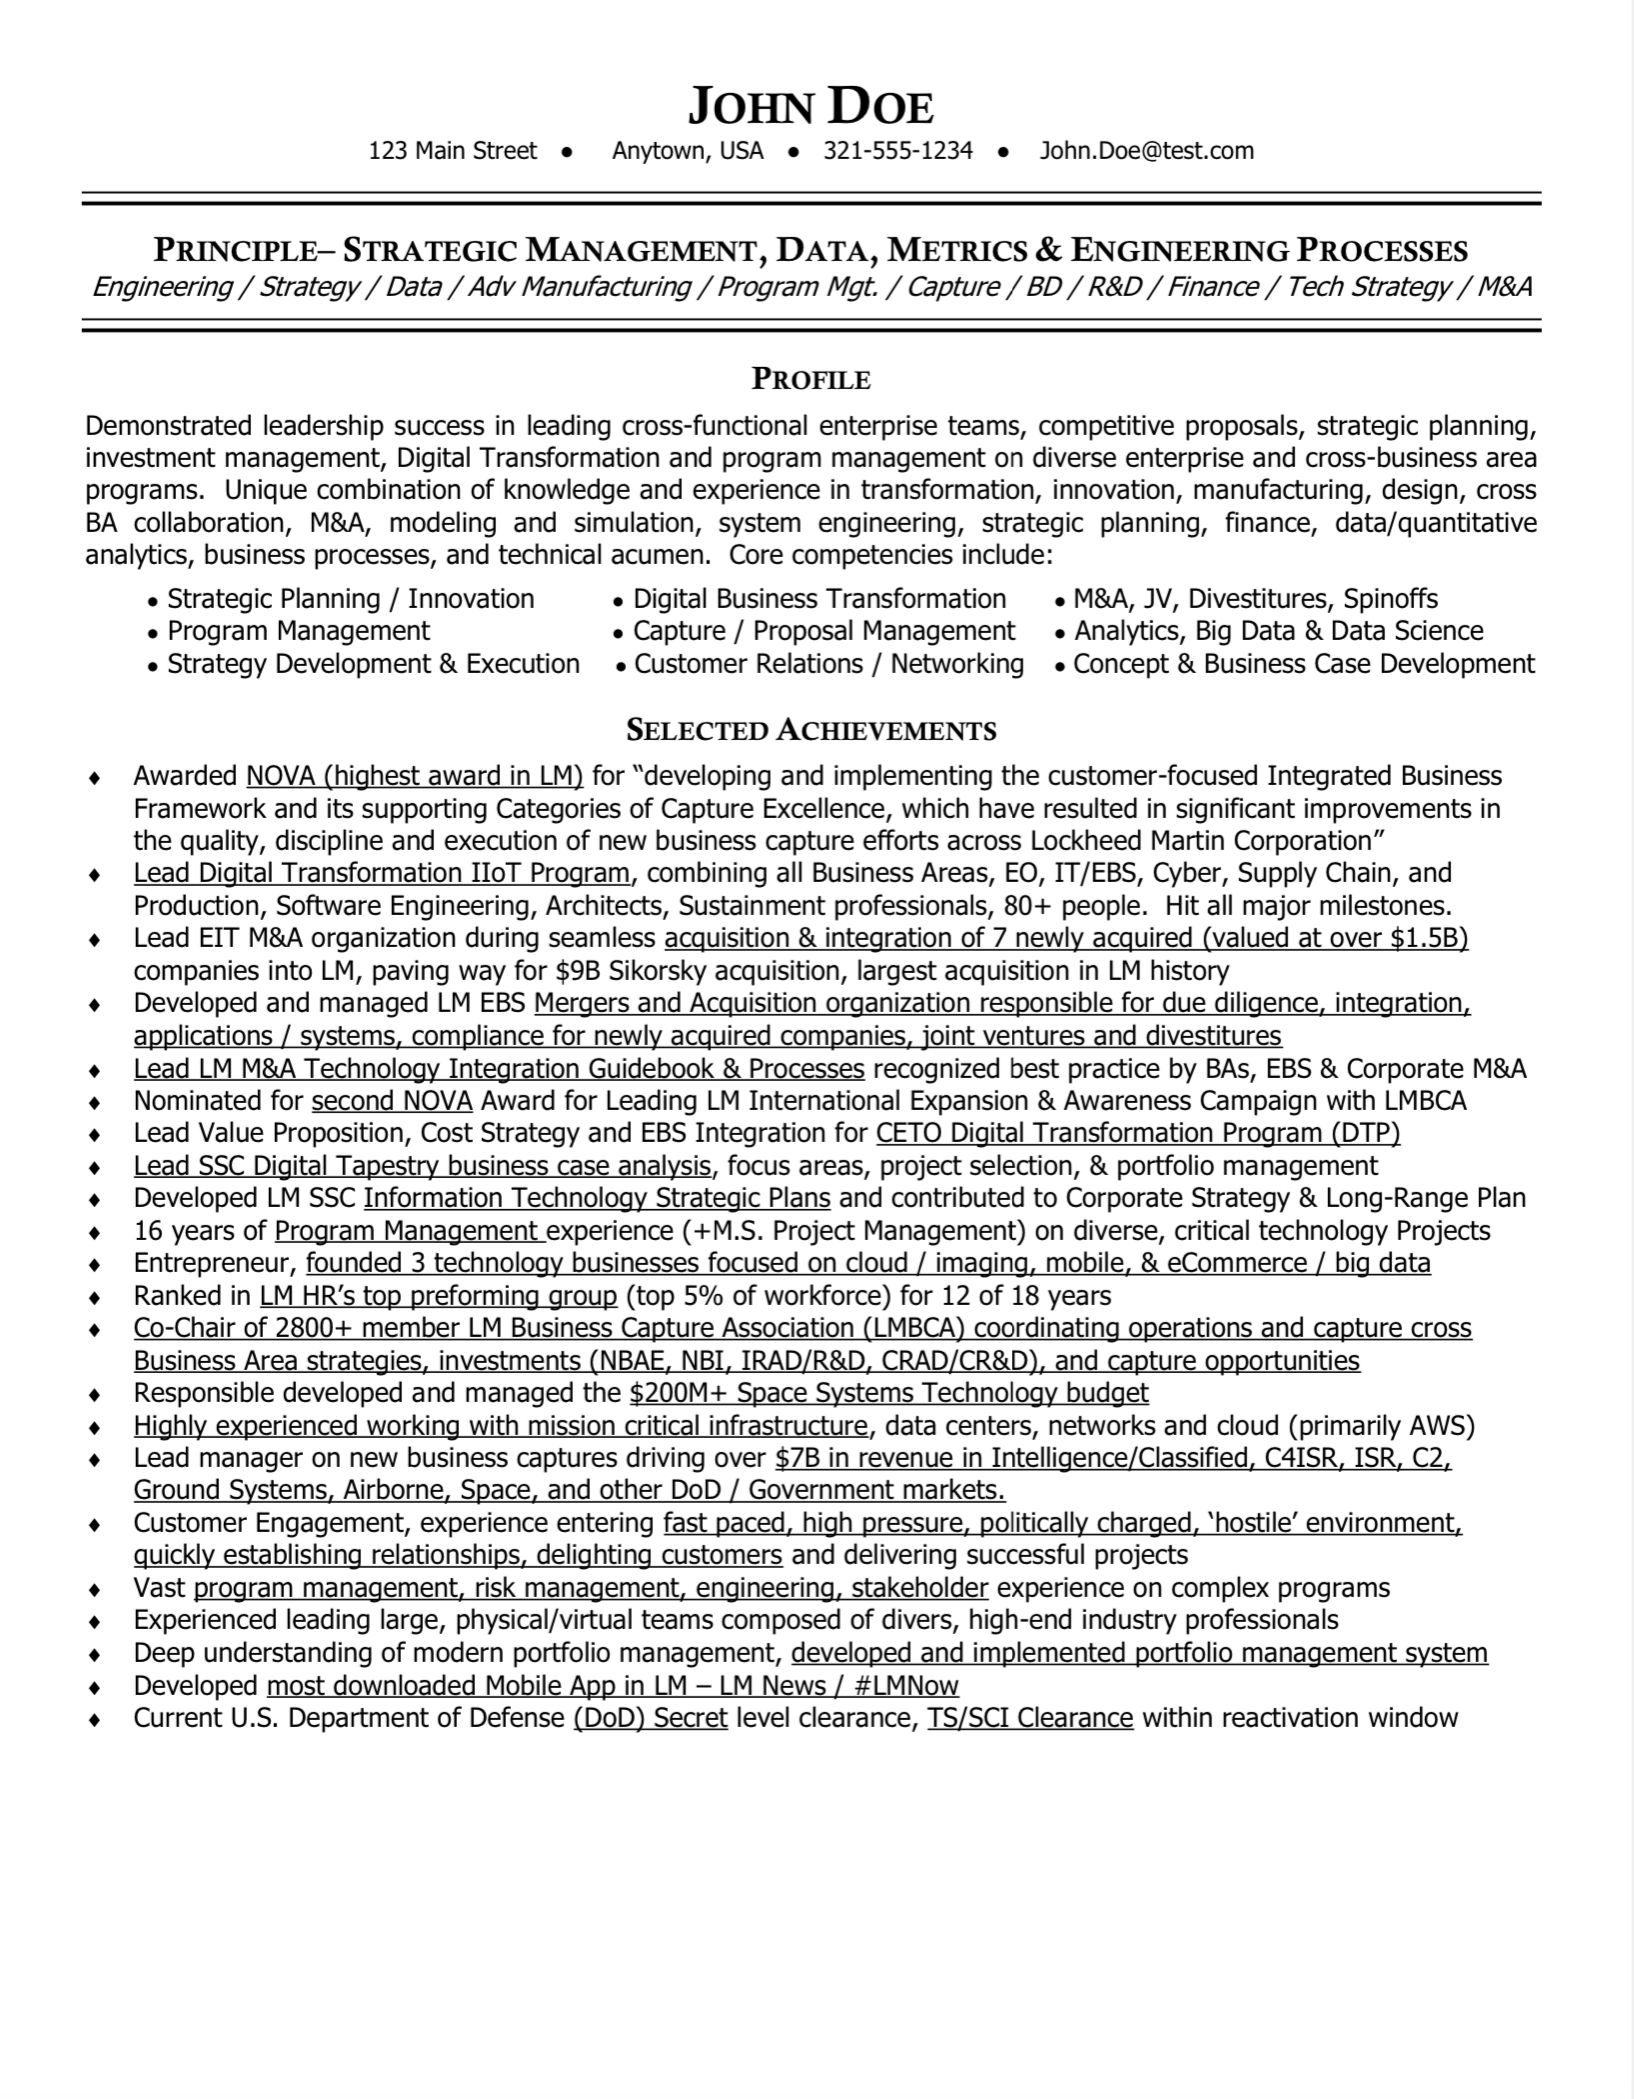 JOHN DOE
123 Main Street ● Anytown, USA ● 321-555-1234 ● John.Doe@test.com
PRINCIPLE– STRATEGIC MANAGEMENT, DATA, METRICS & ENGINEERING PROCESSES
Engineering / Strategy / Data / Adv Manufacturing / Program Mgt. / Capture / BD / R&D / Finance / Tech Strategy / M&A
PROFILE
Demonstrated leadership success in leading cross-functional enterprise teams, competitive proposals, strategic planning,
investment management, Digital Transformation and program management on diverse enterprise and cross-business area
programs. Unique combination of knowledge and experience in transformation, innovation, manufacturing, design, cross
BA collaboration, M&A, modeling and simulation, system engineering, strategic planning, finance, data/quantitative
analytics, business processes, and technical acumen. Core competencies include:
● Strategic Planning / Innovation ● Digital Business Transformation ● M&A, JV, Divestitures, Spinoffs
● Program Management ● Capture / Proposal Management ● Analytics, Big Data & Data Science
● Strategy Development & Execution ● Customer Relations / Networking ● Concept & Business Case Development
SELECTED ACHIEVEMENTS
♦ Awarded NOVA (highest award in LM) for “developing and implementing the customer-focused Integrated Business
Framework and its supporting Categories of Capture Excellence, which have resulted in significant improvements in
the quality, discipline and execution of new business capture efforts across Lockheed Martin Corporation”
♦ Lead Digital Transformation IIoT Program, combining all Business Areas, EO, IT/EBS, Cyber, Supply Chain, and
Production, Software Engineering, Architects, Sustainment professionals, 80+ people. Hit all major milestones.
♦ Lead EIT M&A organization during seamless acquisition & integration of 7 newly acquired (valued at over $1.5B)
companies into LM, paving way for $9B Sikorsky acquisition, largest acquisition in LM history
♦ Developed and managed LM EBS Mergers and Acquisition organization responsible for due diligence, integration,
applications / systems, compliance for newly acquired companies, joint ventures and divestitures
♦ Lead LM M&A Technology Integration Guidebook & Processes recognized best practice by BAs, EBS & Corporate M&A
♦ Nominated for second NOVA Award for Leading LM International Expansion & Awareness Campaign with LMBCA
♦ Lead Value Proposition, Cost Strategy and EBS Integration for CETO Digital Transformation Program (DTP)
♦ Lead SSC Digital Tapestry business case analysis, focus areas, project selection, & portfolio management
♦ Developed LM SSC Information Technology Strategic Plans and contributed to Corporate Strategy & Long-Range Plan
♦ 16 years of Program Management experience (+M.S. Project Management) on diverse, critical technology Projects
♦ Entrepreneur, founded 3 technology businesses focused on cloud / imaging, mobile, & eCommerce / big data
♦ Ranked in LM HR’s top preforming group (top 5% of workforce) for 12 of 18 years
♦ Co-Chair of 2800+ member LM Business Capture Association (LMBCA) coordinating operations and capture cross
Business Area strategies, investments (NBAE, NBI, IRAD/R&D, CRAD/CR&D), and capture opportunities
♦ Responsible developed and managed the $200M+ Space Systems Technology budget
♦ Highly experienced working with mission critical infrastructure, data centers, networks and cloud (primarily AWS)
♦ Lead manager on new business captures driving over $7B in revenue in Intelligence/Classified, C4ISR, ISR, C2,
Ground Systems, Airborne, Space, and other DoD / Government markets.
♦ Customer Engagement, experience entering fast paced, high pressure, politically charged, ‘hostile’ environment,
quickly establishing relationships, delighting customers and delivering successful projects
♦ Vast program management, risk management, engineering, stakeholder experience on complex programs
♦ Experienced leading large, physical/virtual teams composed of divers, high-end industry professionals
♦ Deep understanding of modern portfolio management, developed and implemented portfolio management system
♦ Developed most downloaded Mobile App in LM – LM News / #LMNow
♦ Current U.S. Department of Defense (DoD) Secret level clearance, TS/SCI Clearance within reactivation window